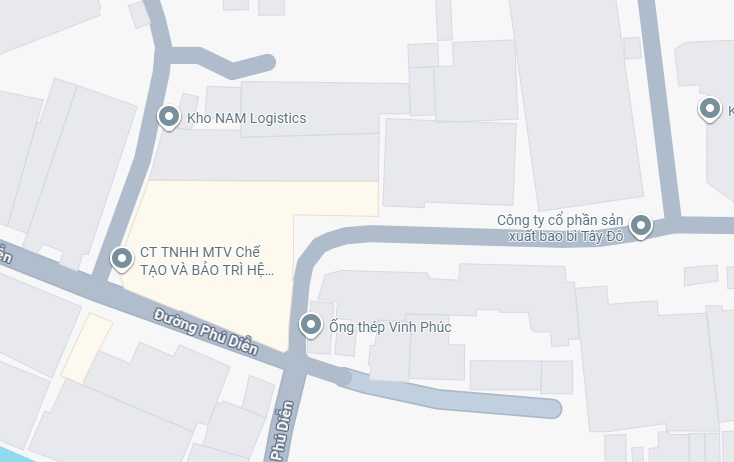 Kho NAM Logistics
K
Công ty cổ phần sản
xuất bao bì Tây Đô
CT TNHH MTV Chế
TẠO VÀ BẢO TRÌ HỆ...
ễn
Đường Phú Diễn
Ống thép Vinh Phúc
Phú Diễn